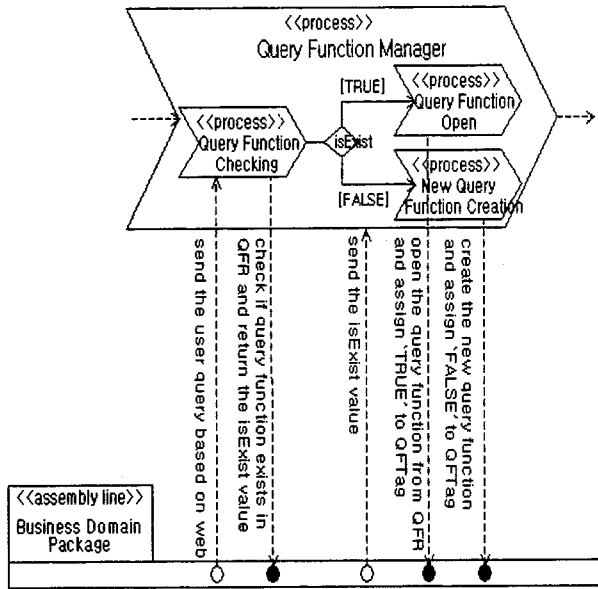 <<process>>
Query Function Manager
[TRUE]
<<process>>
Query Function
Open
<<process>>
Query Function
Checking
isExist
<<process>>
New Query
Function Creation
[FALSE]
send the user query based on web
check if query function exists in
QFR and return the isExist value
send the isExist value
open the query function from QFR
and assign 'TRUE' to QFTag
create the new query function
and assign 'FALSE' to QFTag
<<assembly line>>
Business Domain
Package